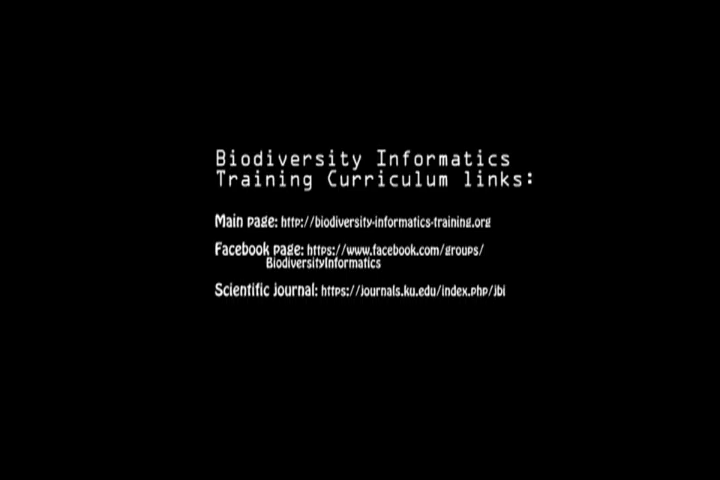 Biodiversity Informatics
Training Curriculum links:
Main page: http://biodiversity-informatics-training.org
Facebook page: https://www.facebook.com/groups/
BiodiversityInformatics
Scientific journal: https://journals.ku.edu/index.php/jbi